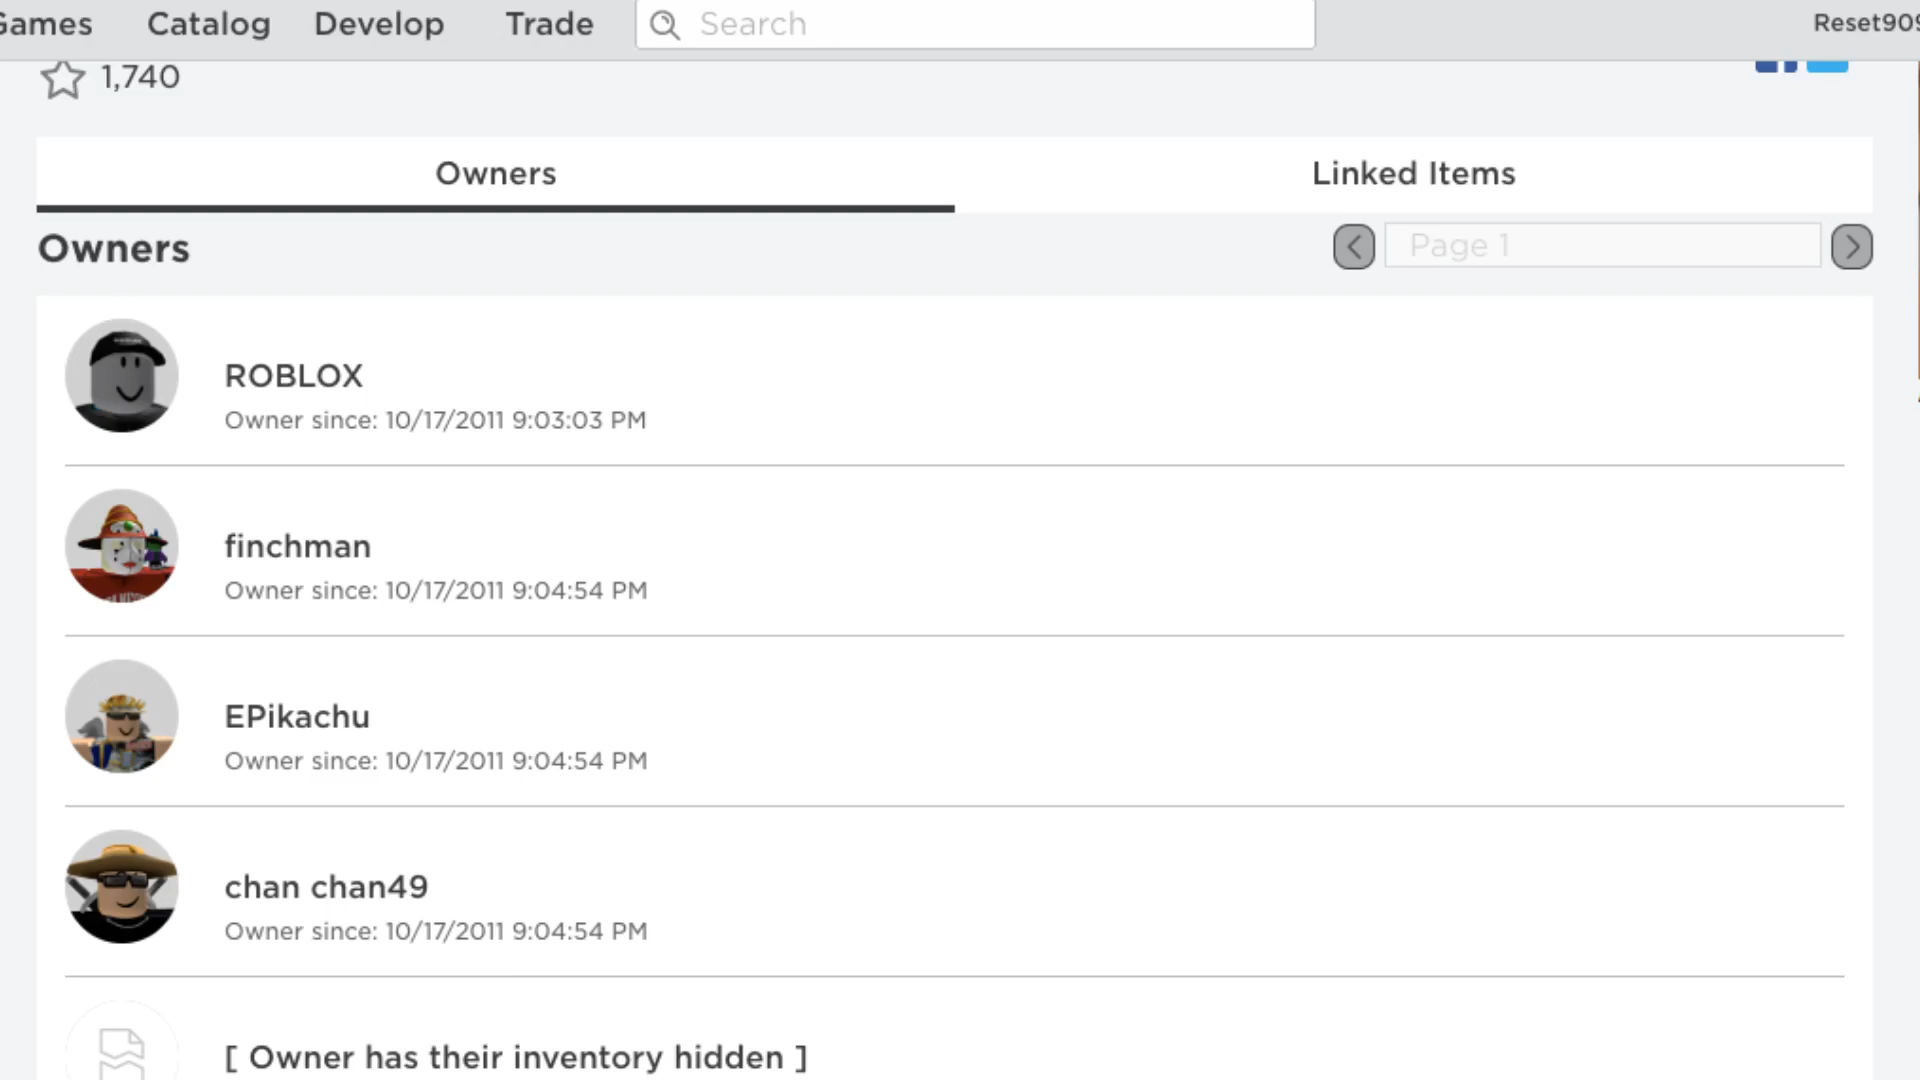 Games Catalog Develop Trade Search Reset909
1,740
Owners Linked Items
Owners Page 1
ROBLOX
Owner since: 10/17/2011 9:03:03 PM
finchman
Owner since: 10/17/2011 9:04:54 PM
EPikachu
Owner since: 10/17/2011 9:04:54 PM
chan chan49
Owner since: 10/17/2011 9:04:54 PM
[ Owner has their inventory hidden ]